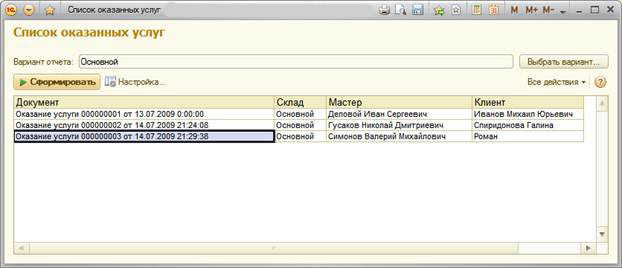 1С Список оказанных услуг M M+ M-
Список оказанных услуг
Вариант отчета: Основной Выбрать вариант...
Сформировать Настройка... Все действия ?
Документ Склад Мастер Клиент
Оказание услуги 000000001 от 13.07.2009 0:00:00 Основной Деловой Иван Сергеевич Иванов Михаил Юрьевич
Оказание услуги 000000002 от 14.07.2009 21:24:08 Основной Гусаков Николай Дмитриевич Спиридонова Галина
Оказание услуги 000000003 от 14.07.2009 21:29:38 Основной Симонов Валерий Михайлович Роман